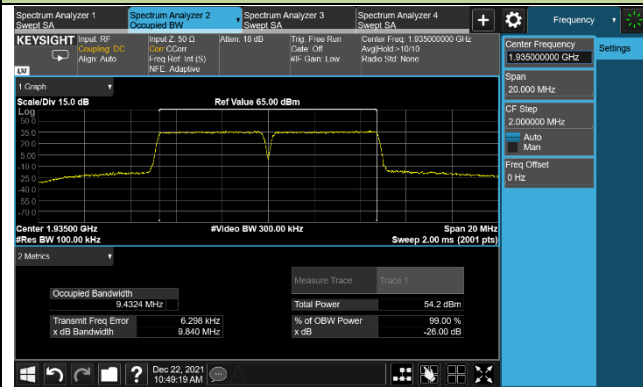 Spectrum Analyzer 1
Swept SA
Spectrum Analyzer 2
Occupied BW
Spectrum Analyzer 3
Swept SA
Spectrum Analyzer 4
Swept SA
+
Frequency
KEYSIGHT
LXI
Input: RF
Coupling: DC
Align: Auto
Input Z: 50 Ω
Corr CCorr
Freq Ref: Int (S)
NFE: Adaptive
Atten: 18 dB
Trig: Free Run
Gate: Off
#IF Gain: Low
Center Freq: 1.935000000 GHz
Avg|Hold:>10/10
Radio Std: None
Center Frequency
1.935000000 GHz
Settings
Span
20.000 MHz
CF Step
2.000000 MHz
Auto
Man
Freq Offset
0 Hz
1 Graph
Scale/Div 15.0 dB
Ref Value 65.00 dBm
Log
50.0
35.0
20.0
5.00
-10.0
-25.0
-40.0
-55.0
-70.0
Center 1.93500 GHz
#Video BW 300.00 kHz
Span 20 MHz
#Res BW 100.00 kHz
Sweep 2.00 ms (2001 pts)
2 Metrics
Measure Trace
Trace 1
Occupied Bandwidth
9.4324 MHz
Total Power
54.2 dBm
Transmit Freq Error
6.298 kHz
% of OBW Power
99.00 %
x dB Bandwidth
9.840 MHz
x dB
-26.00 dB
?
Dec 22, 2021
10:49:19 AM